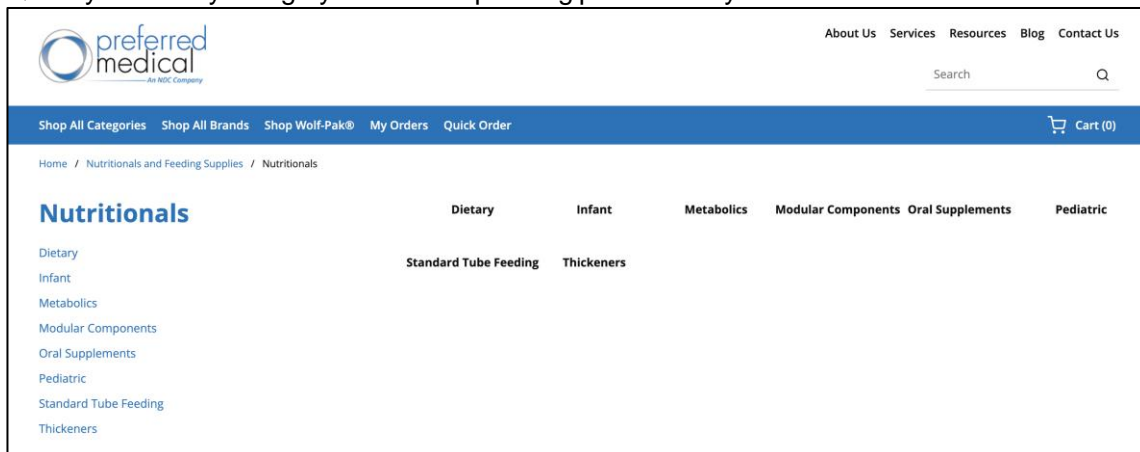 preferred
medical
An NDC Company
About Us Services Resources Blog Contact Us
Search
Shop All Categories Shop All Brands Shop Wolf-Pak® My Orders Quick Order Cart (0)
Home / Nutritionals and Feeding Supplies / Nutritionals
Nutritionals
Dietary
Infant
Metabolics
Modular Components
Oral Supplements
Pediatric
Standard Tube Feeding
Thickeners
Dietary Infant Metabolics Modular Components Oral Supplements Pediatric
Standard Tube Feeding Thickeners